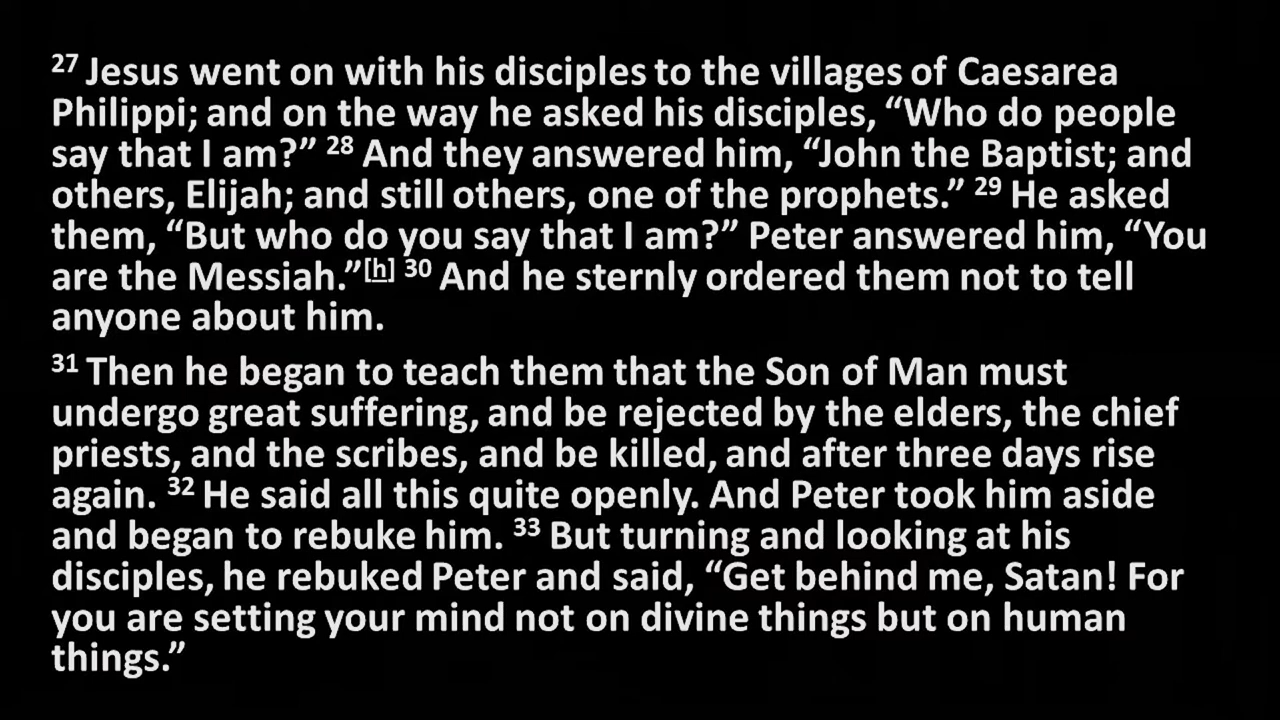 27 Jesus went on with his disciples to the villages of Caesarea
Philippi; and on the way he asked his disciples, “Who do people
say that I am?” 28 And they answered him, “John the Baptist; and
others, Elijah; and still others, one of the prophets.” 29 He asked
them, “But who do you say that I am?” Peter answered him, “You
are the Messiah.”[h] 30 And he sternly ordered them not to tell
anyone about him.
31 Then he began to teach them that the Son of Man must
undergo great suffering, and be rejected by the elders, the chief
priests, and the scribes, and be killed, and after three days rise
again. 32 He said all this quite openly. And Peter took him aside
and began to rebuke him. 33 But turning and looking at his
disciples, he rebuked Peter and said, “Get behind me, Satan! For
you are setting your mind not on divine things but on human
things.”